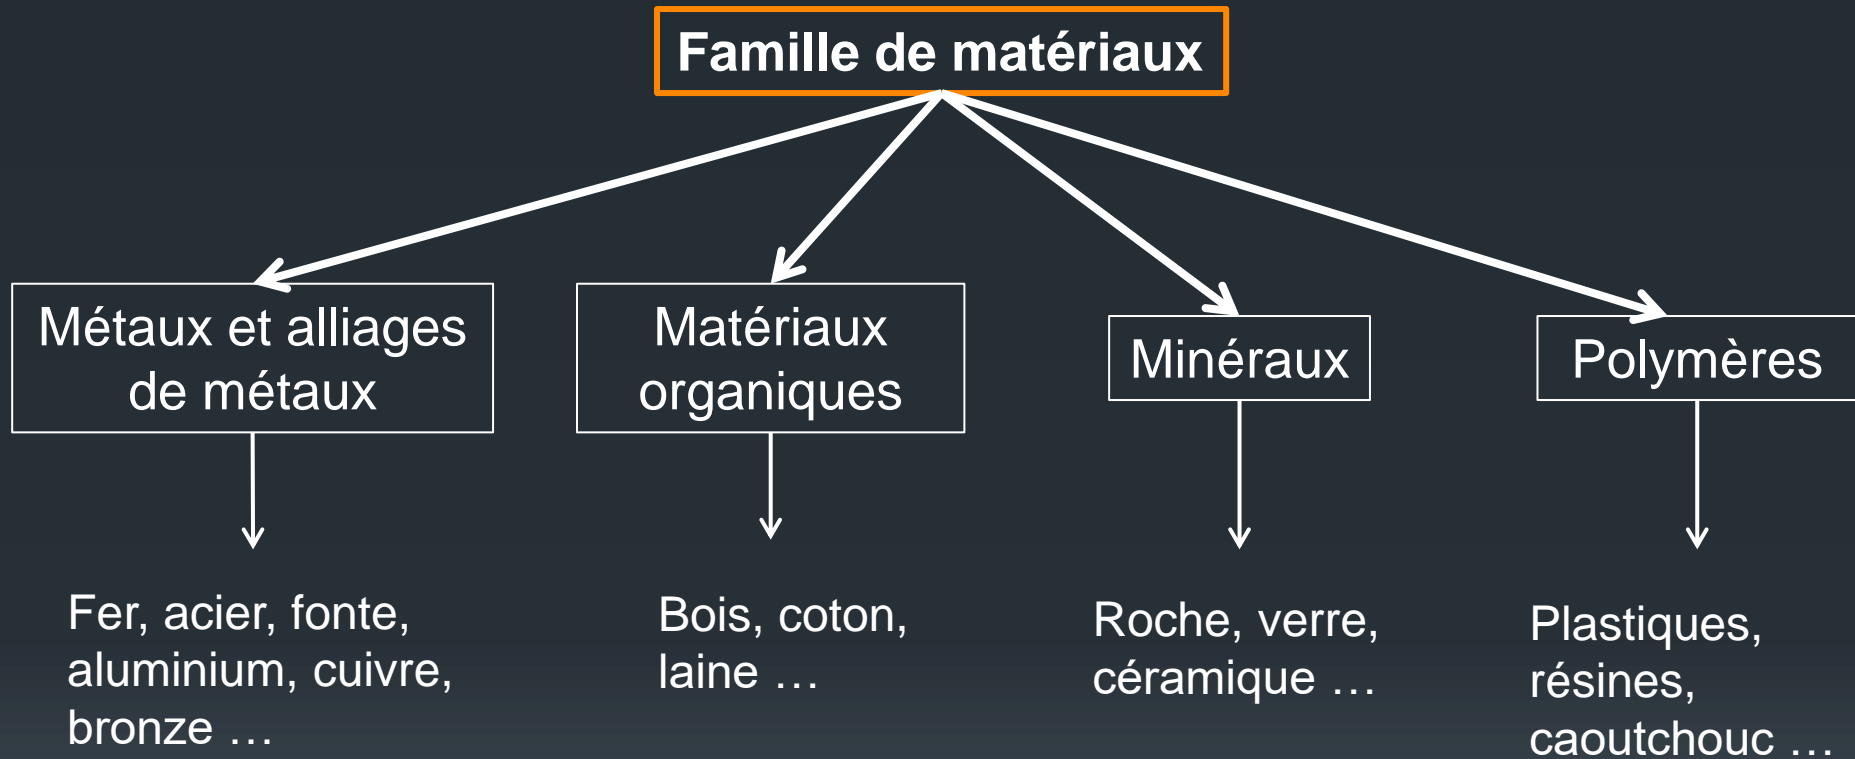 Famille de matériaux
Métaux et alliages
de métaux
Matériaux
organiques
Minéraux
Polymères
Fer, acier, fonte,
aluminium, cuivre,
bronze …
Bois, coton,
laine …
Roche, verre,
céramique …
Plastiques,
résines,
caoutchouc …